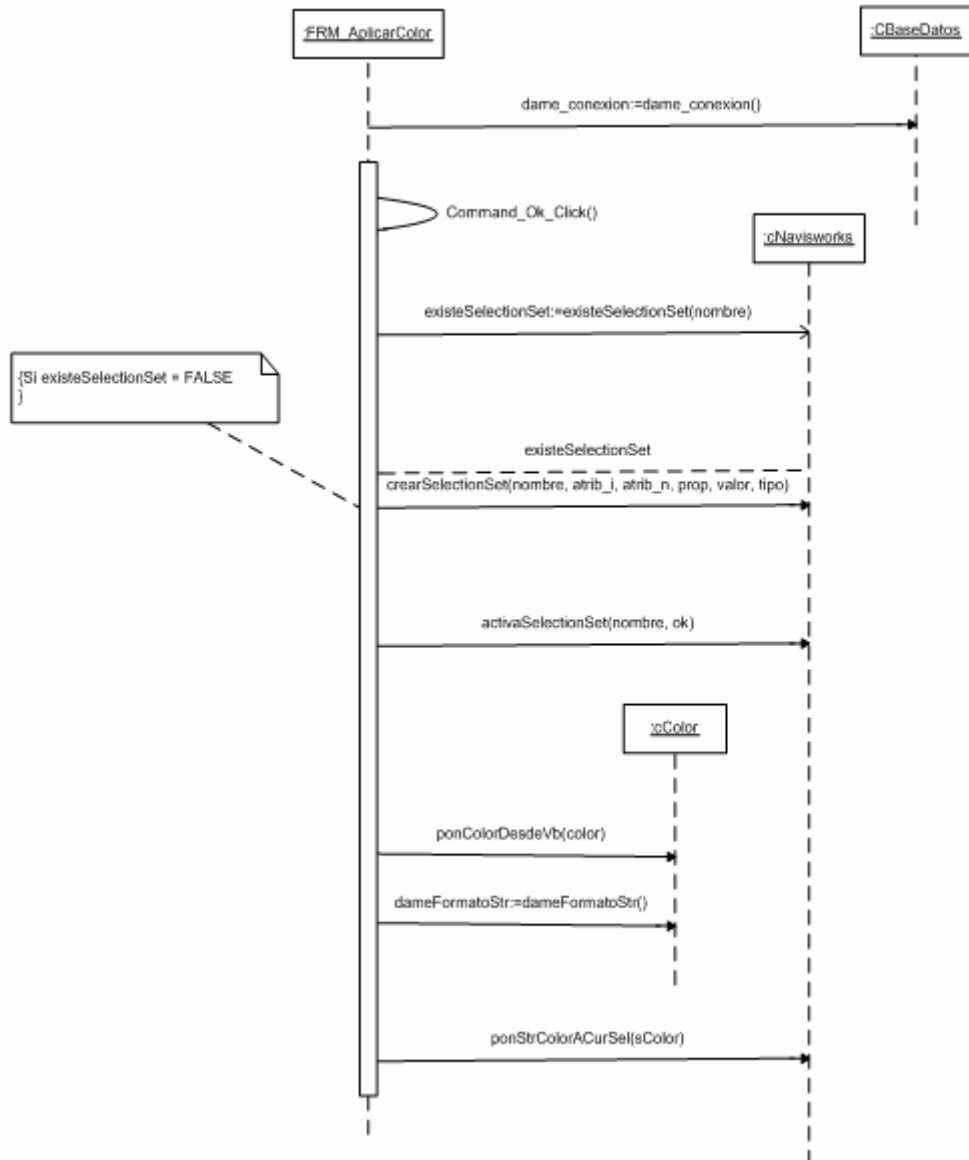 :FRM_AplicarColor
:CBaseDatos
dame_conexion:=dame_conexion()
Command_Ok_Click()
:cNavisworks
existeSelectionSet:=existeSelectionSet(nombre)
{Si existeSelectionSet = FALSE
}
existeSelectionSet
crearSelectionSet(nombre, atrib_i, atrib_n, prop, valor, tipo)
activaSelectionSet(nombre, ok)
:cColor
ponColorDesdeVb(color)
dameFormatoStr:=dameFormatoStr()
ponStrColorACurSel(sColor)